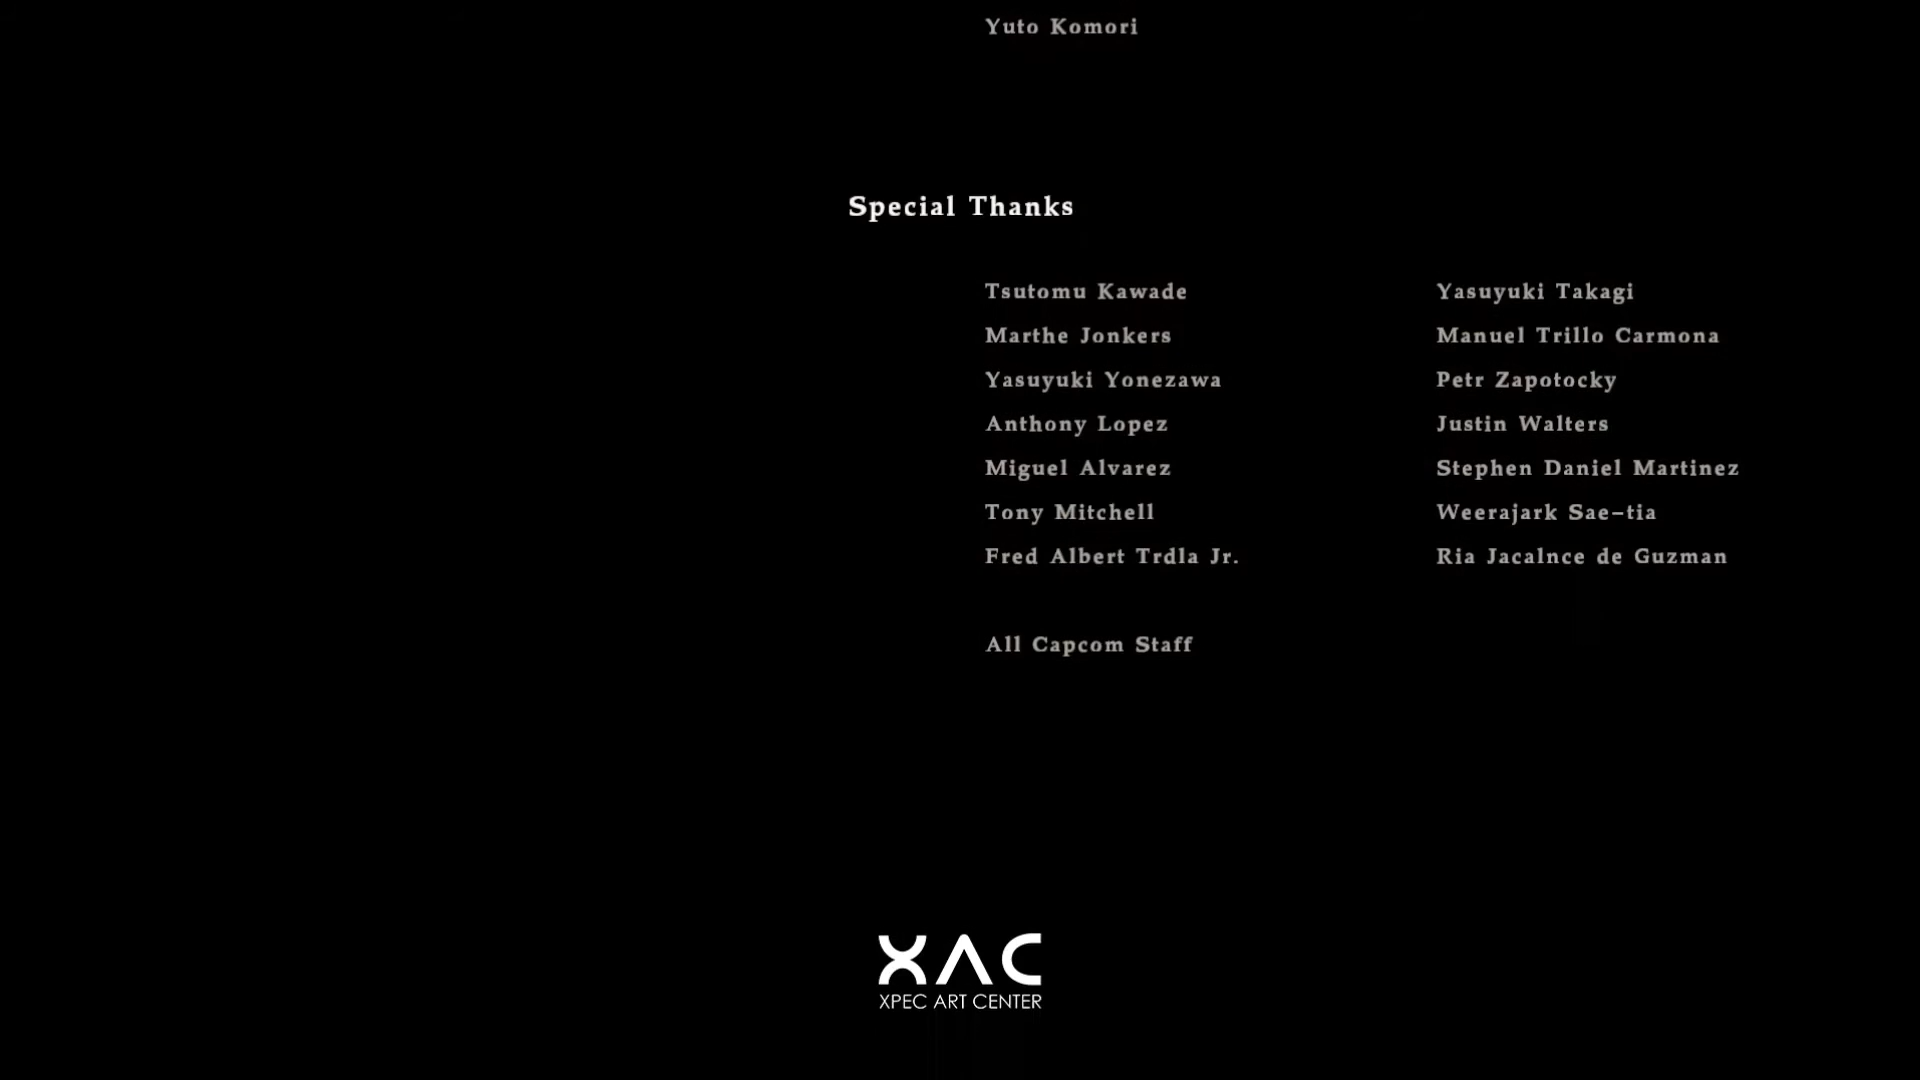 Yuto Komori
Special Thanks
Tsutomu Kawade Yasuyuki Takagi
Marthe Jonkers Manuel Trillo Carmona
Yasuyuki Yonezawa Petr Zapotocky
Anthony Lopez Justin Walters
Miguel Alvarez Stephen Daniel Martinez
Tony Mitchell Weerajark Sae-tia
Fred Albert Trdla Jr. Ria Jacalnce de Guzman
All Capcom Staff
XAC
XPEC ART CENTER